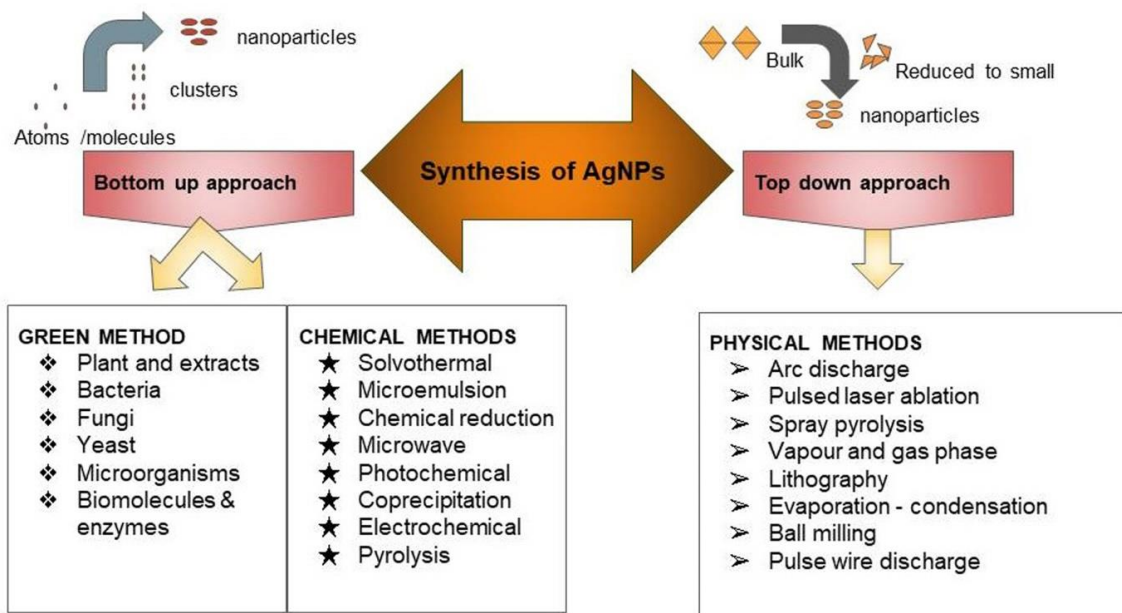 nanoparticles
clusters
Atoms /molecules
Bottom up approach
Synthesis of AgNPs
Bulk
Reduced to small
nanoparticles
Top down approach
GREEN METHOD
Plant and extracts
Bacteria
Fungi
Yeast
Microorganisms
Biomolecules &
enzymes
CHEMICAL METHODS
Solvothermal
Microemulsion
Chemical reduction
Microwave
Photochemical
Coprecipitation
Electrochemical
Pyrolysis
PHYSICAL METHODS
Arc discharge
Pulsed laser ablation
Spray pyrolysis
Vapour and gas phase
Lithography
Evaporation - condensation
Ball milling
Pulse wire discharge